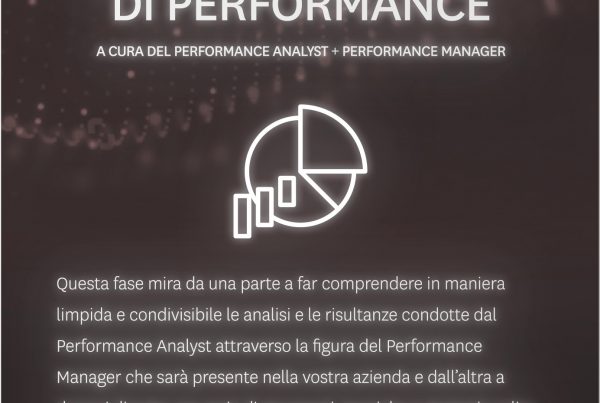 DI PERFORMANCE
A CURA DEL PERFORMANCE ANALYST + PERFORMANCE MANAGER
Questa fase mira da una parte a far comprendere in maniera
limpida e condivisibile le analisi e le risultanze condotte dal
Performance Analyst attraverso la figura del Performance
Manager che sarà presente nella vostra azienda e dall'altra a